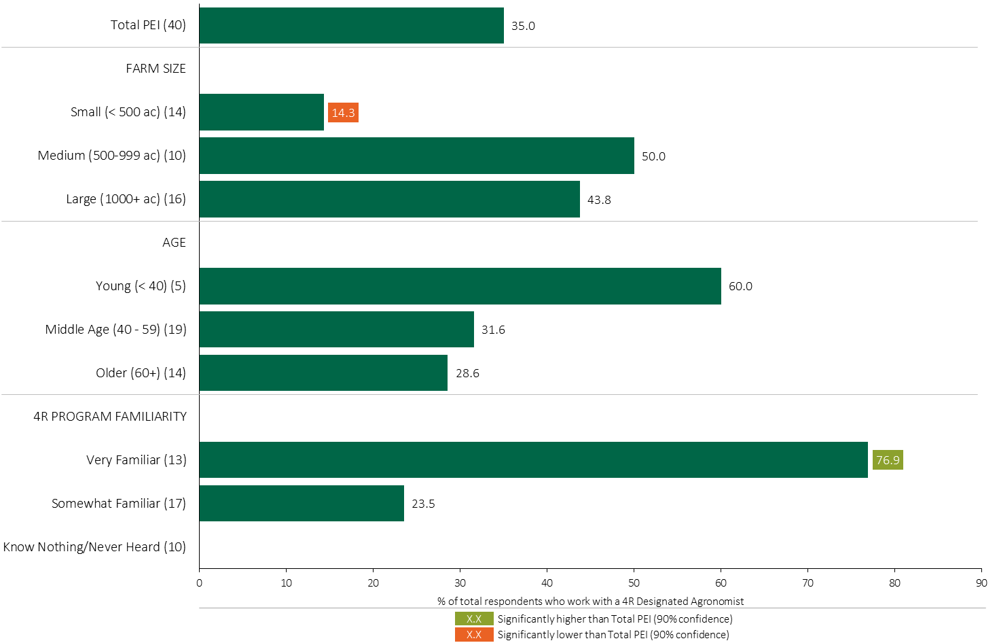 Total PEI (40)
35.0
FARM SIZE
Small (< 500 ac) (14)
14.3
Medium (500-999 ac) (10)
50.0
Large (1000+ ac) (16)
43.8
AGE
Young (< 40) (5)
60.0
Middle Age (40 - 59) (19)
31.6
Older (60+) (14)
28.6
4R PROGRAM FAMILIARITY
Very Familiar (13)
76.9
Somewhat Familiar (17)
23.5
Know Nothing/Never Heard (10)
0 10 20 30 40 50 60 70 80 90
% of total respondents who work with a 4R Designated Agronomist
X.X Significantly higher than Total PEI (90% confidence)
X.X Significantly lower than Total PEI (90% confidence)